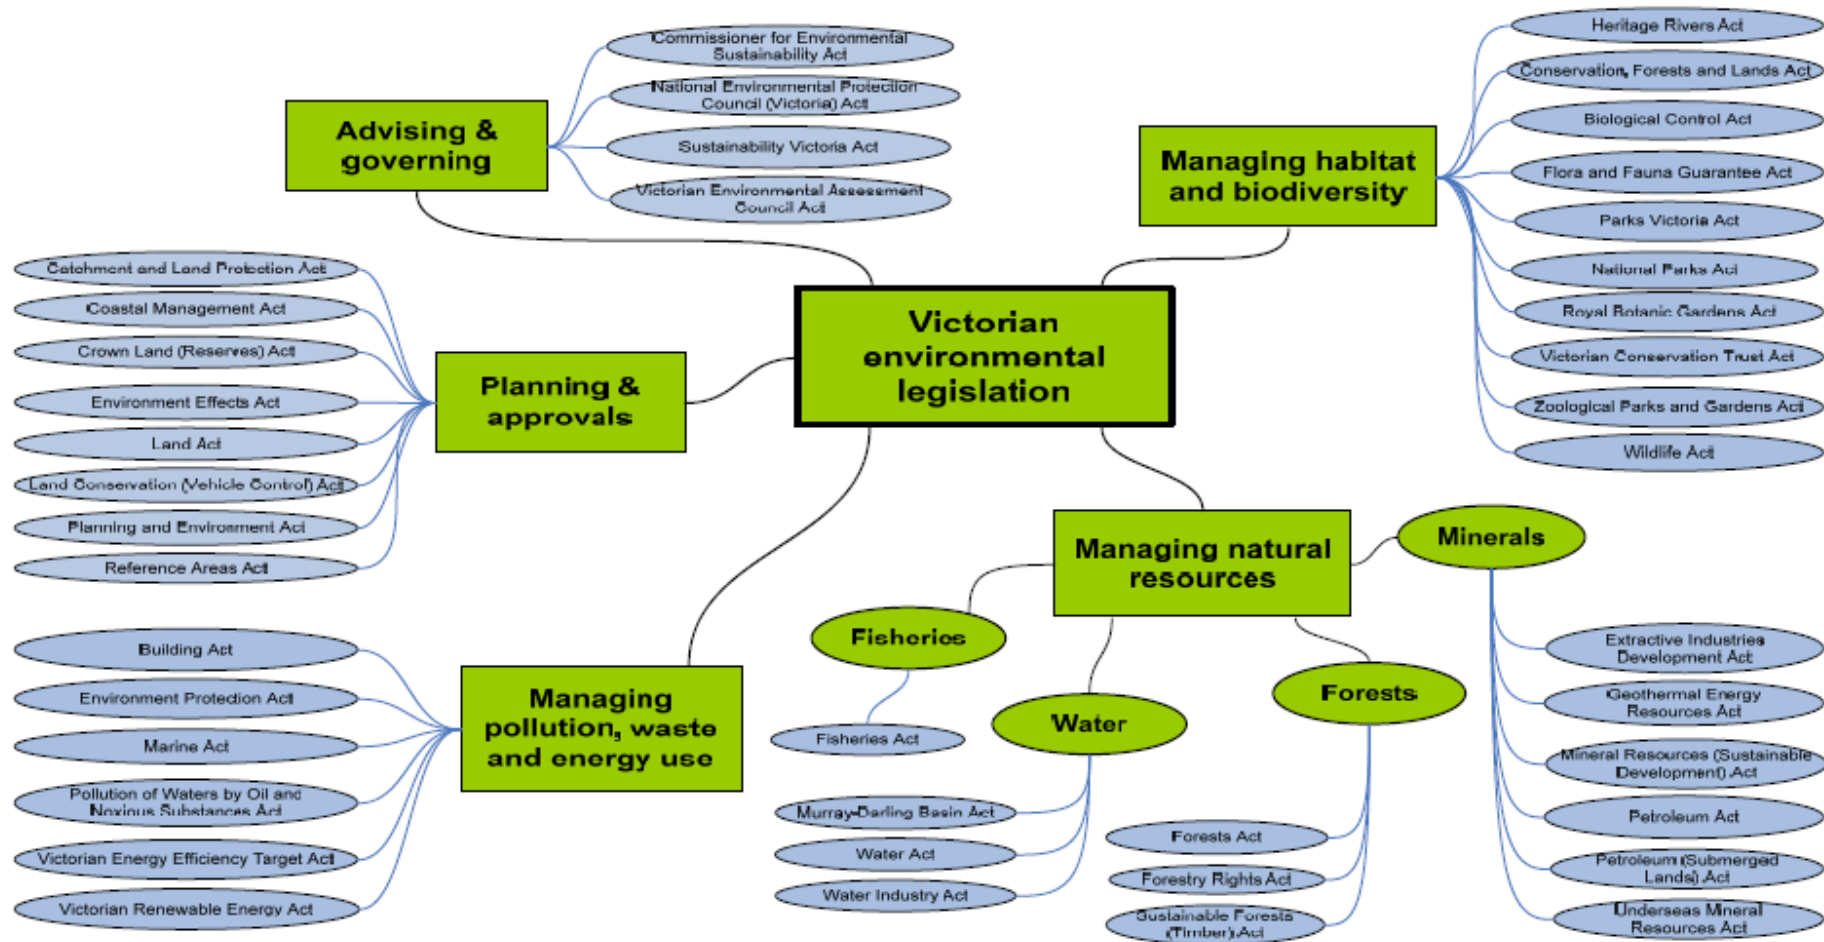 Victorian
environmental
legislation
Advising &
governing
Commissioner for Environmental
Sustainability Act
National Environmental Protection
Council (Victoria) Act
Sustainability Victoria Act
Victorian Environmental Assessment
Council Act
Managing habitat
and biodiversity
Heritage Rivers Act
Conservation, Forests and Lands Act
Biological Control Act
Flora and Fauna Guarantee Act
Parks Victoria Act
National Parks Act
Royal Botanic Gardens Act
Victorian Conservation Trust Act
Zoological Parks and Gardens Act
Wildlife Act
Planning &
approvals
Catchment and Land Protection Act
Coastal Management Act
Crown Land (Reserves) Act
Environment Effects Act
Land Act
Land Conservation (Vehicle Control) Act
Planning and Environment Act
Reference Areas Act
Managing
pollution, waste
and energy use
Building Act
Environment Protection Act
Marine Act
Pollution of Waters by Oil and
Noxious Substances Act
Victorian Energy Efficiency Target Act
Victorian Renewable Energy Act
Managing natural
resources
Fisheries
Fisheries Act
Water
Murray-Darling Basin Act
Water Act
Water Industry Act
Forests
Forests Act
Forestry Rights Act
Sustainable Forests
(Timber) Act
Minerals
Extractive Industries
Development Act
Geothermal Energy
Resources Act
Mineral Resources (Sustainable
Development) Act
Petroleum Act
Petroleum (Submerged
Lands) Act
Underseas Mineral
Resources Act